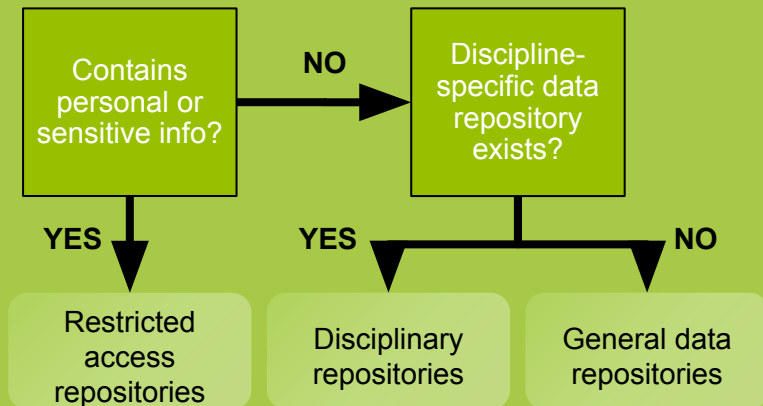 Contains
personal or
sensitive info?
NO
Discipline-
specific data
repository
exists?
YES
YES
NO
Restricted
access
repositories
Disciplinary
repositories
General data
repositories